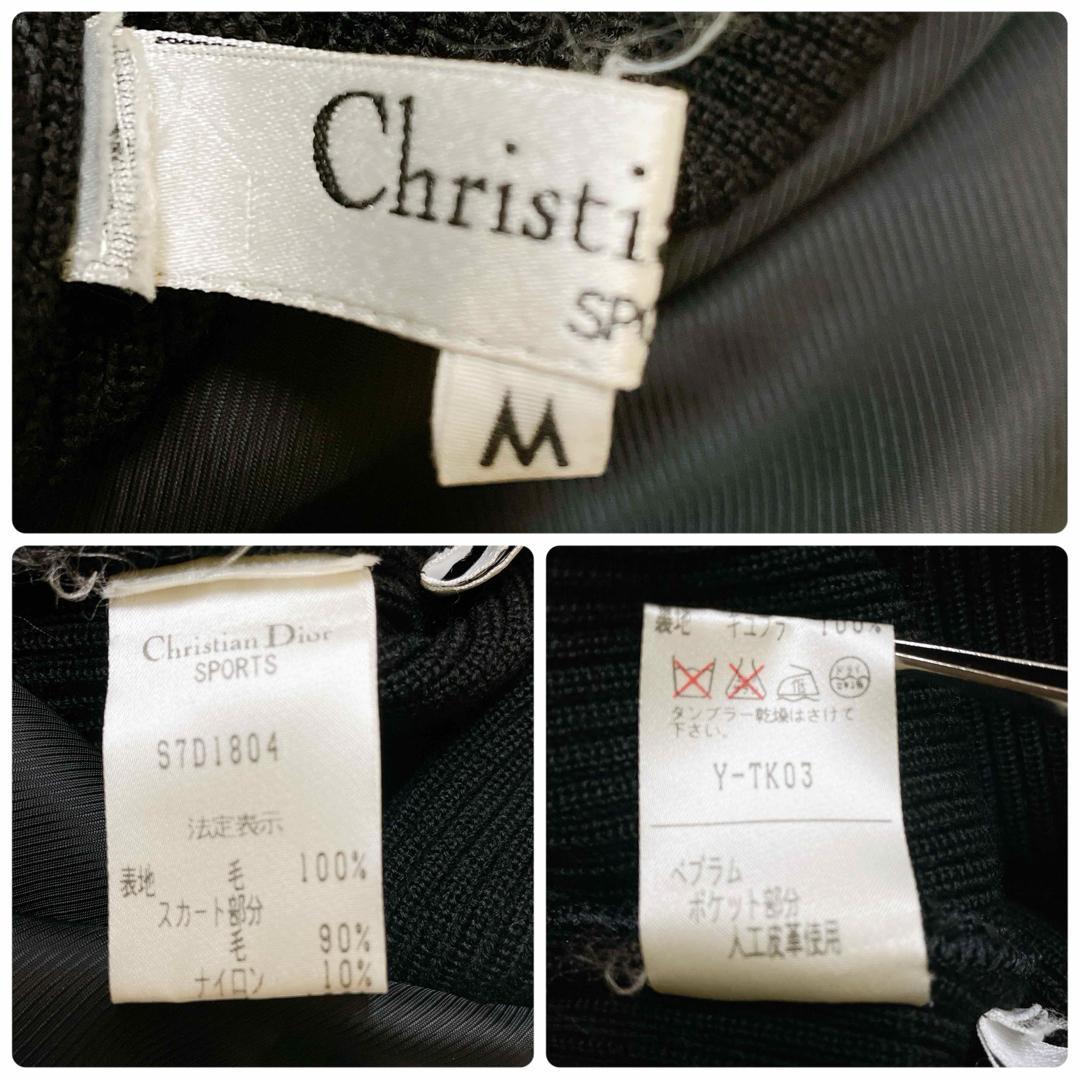 Christi
SP
M
Christian Dior
SPORTS
S7D1804
法定表示
表地 毛 100%
スカート部分
毛 90%
ナイロン 10%
100%
タンブラー乾燥はさけて
下さい。
Y-TK03
ペプラム
ポケット部分
人工皮革使用